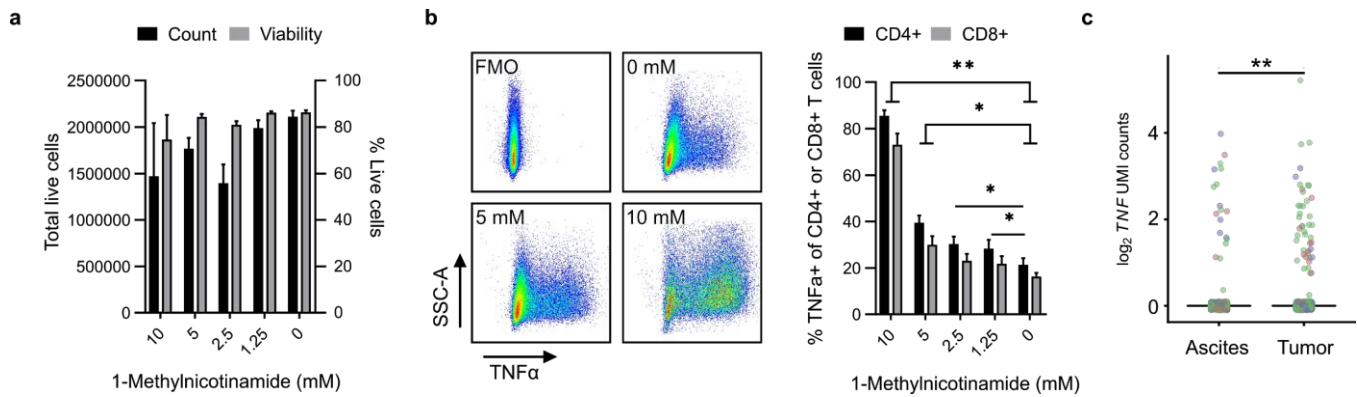 a
Count Viability
Total live cells
2500000
2000000
1500000
1000000
500000
0
100
80
60
40
20
0
% Live cells
10 5 2.5 1.25 0
1-Methylnicotinamide (mM)
b
FMO
0 mM
5 mM
10 mM
SSC-A
TNFα
CD4+ CD8+
% TNFa+ of CD4+ or CD8+ T cells
100
80
60
40
20
0
**
*
*
*
10 5 2.5 1.25 0
1-Methylnicotinamide (mM)
c
**
log2 TNF UMI counts
4
2
0
Ascites Tumor